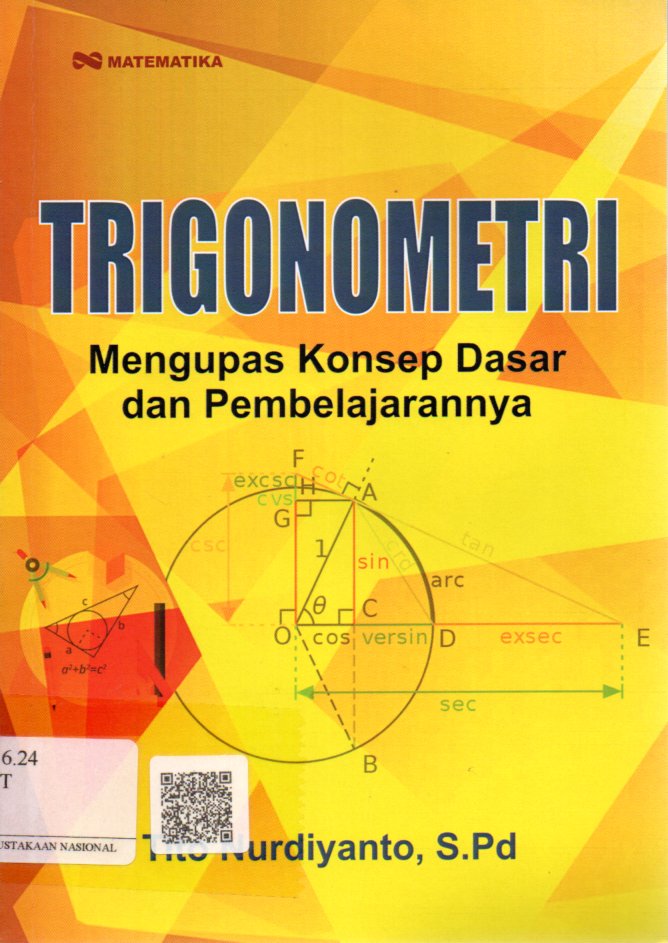 MATEMATIKA
TRIGONOMETRI
Mengupas Konsep Dasar
dan Pembelajarannya
F
cot
excsc
H
A
cvs
G
csc
1
crd
tan
sin
arc
θ
C
O
cos
versin
D
exsec
E
sec
B
c
b
a
a²+b²=c²
6.24
T
USTAKAAN NASIONAL
Tito Nurdiyanto, S.Pd